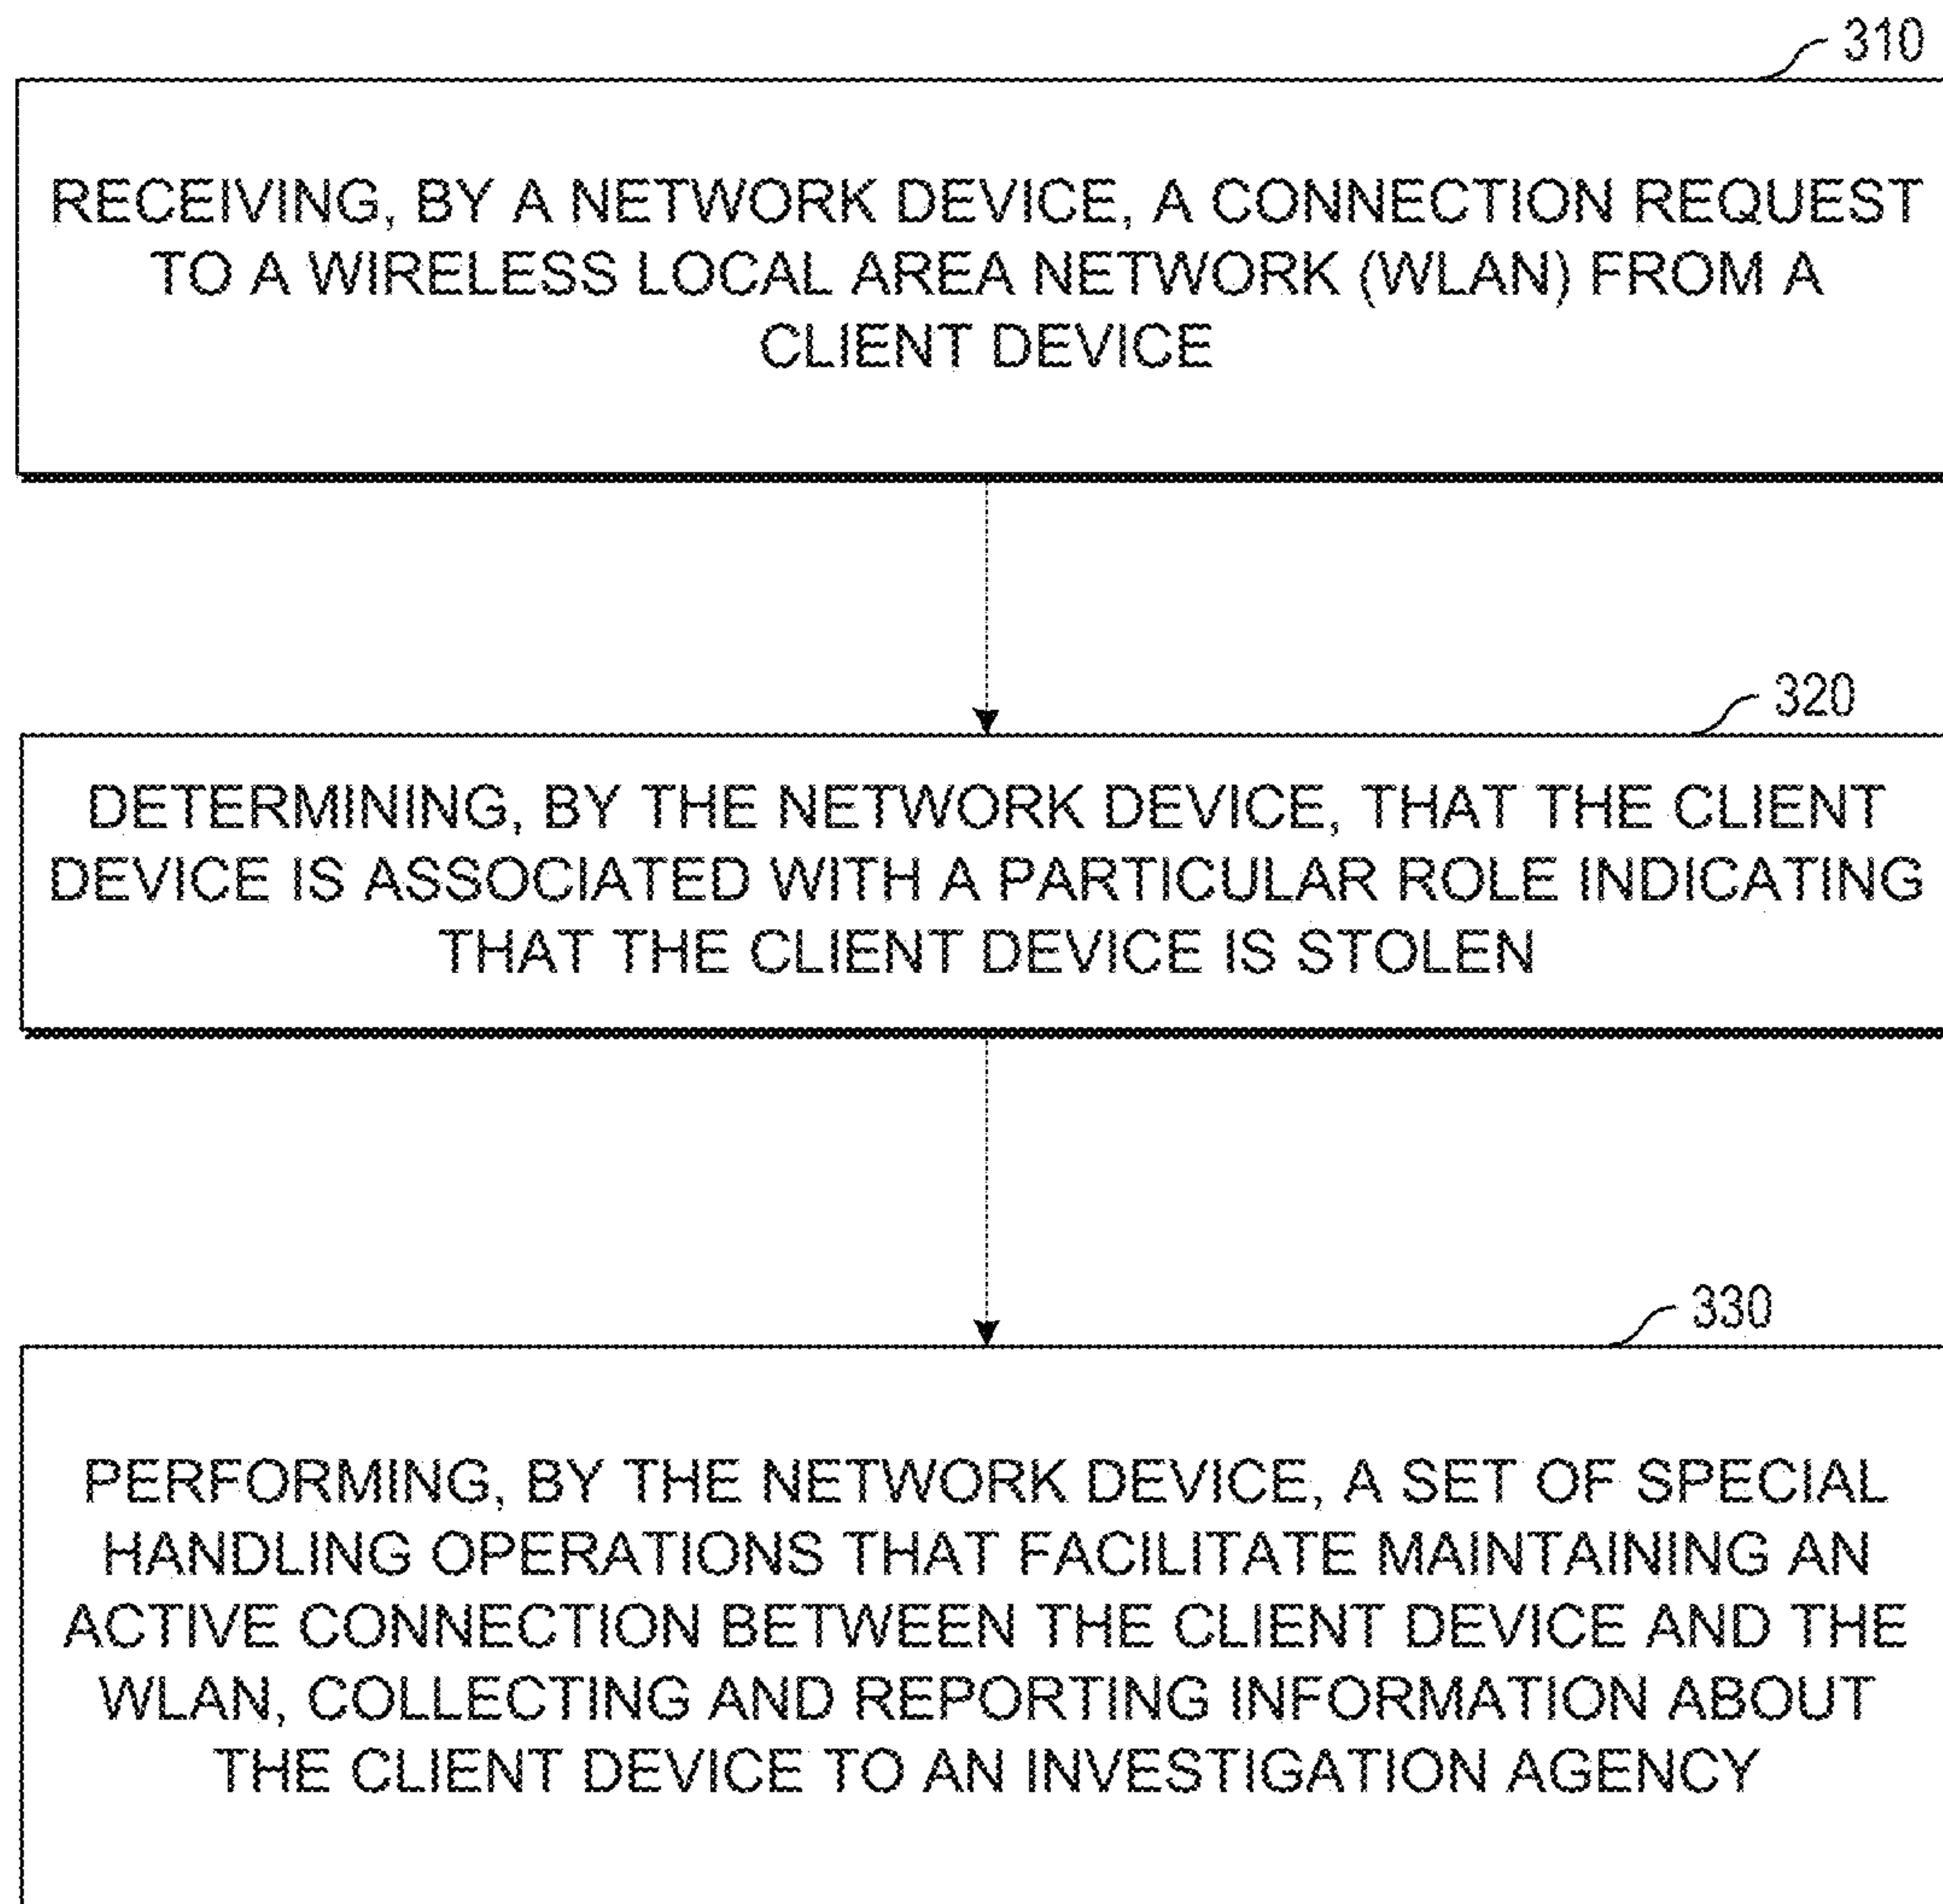 310
RECEIVING, BY A NETWORK DEVICE, A CONNECTION REQUEST
TO A WIRELESS LOCAL AREA NETWORK (WLAN) FROM A
CLIENT DEVICE
320
DETERMINING, BY THE NETWORK DEVICE, THAT THE CLIENT
DEVICE IS ASSOCIATED WITH A PARTICULAR ROLE INDICATING
THAT THE CLIENT DEVICE IS STOLEN
330
PERFORMING, BY THE NETWORK DEVICE, A SET OF SPECIAL
HANDLING OPERATIONS THAT FACILITATE MAINTAINING AN
ACTIVE CONNECTION BETWEEN THE CLIENT DEVICE AND THE
WLAN, COLLECTING AND REPORTING INFORMATION ABOUT
THE CLIENT DEVICE TO AN INVESTIGATION AGENCY